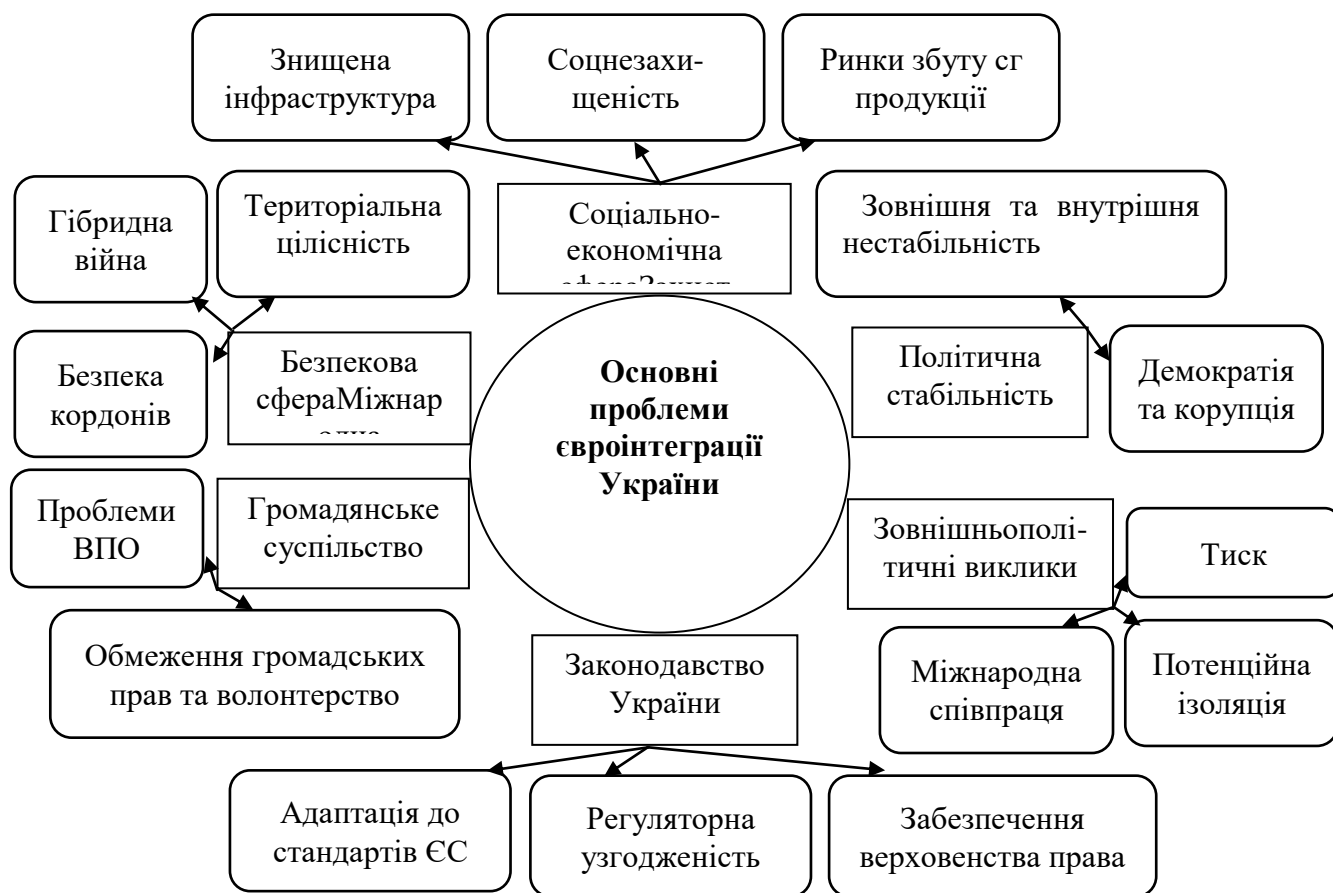 Знищена
інфраструктура
Соцнезахи-
щеність
Ринки збуту сг
продукції
Гібридна
війна
Територіальна
цілісність
Соціально-
економічна
сфераЗахист
Зовнішня та внутрішня
нестабільність
Безпека
кордонів
Безпекова
сфераМіжнар
одна
Основні
проблеми
євроінтеграції
України
Політична
стабільність
Демократія
та корупція
Проблеми
ВПО
Громадянське
суспільство
Зовнішньополі-
тичні виклики
Тиск
Обмеження громадських
прав та волонтерство
Законодавство
України
Міжнародна
співпраця
Потенційна
ізоляція
Адаптація до
стандартів ЄС
Регуляторна
узгодженість
Забезпечення
верховенства права